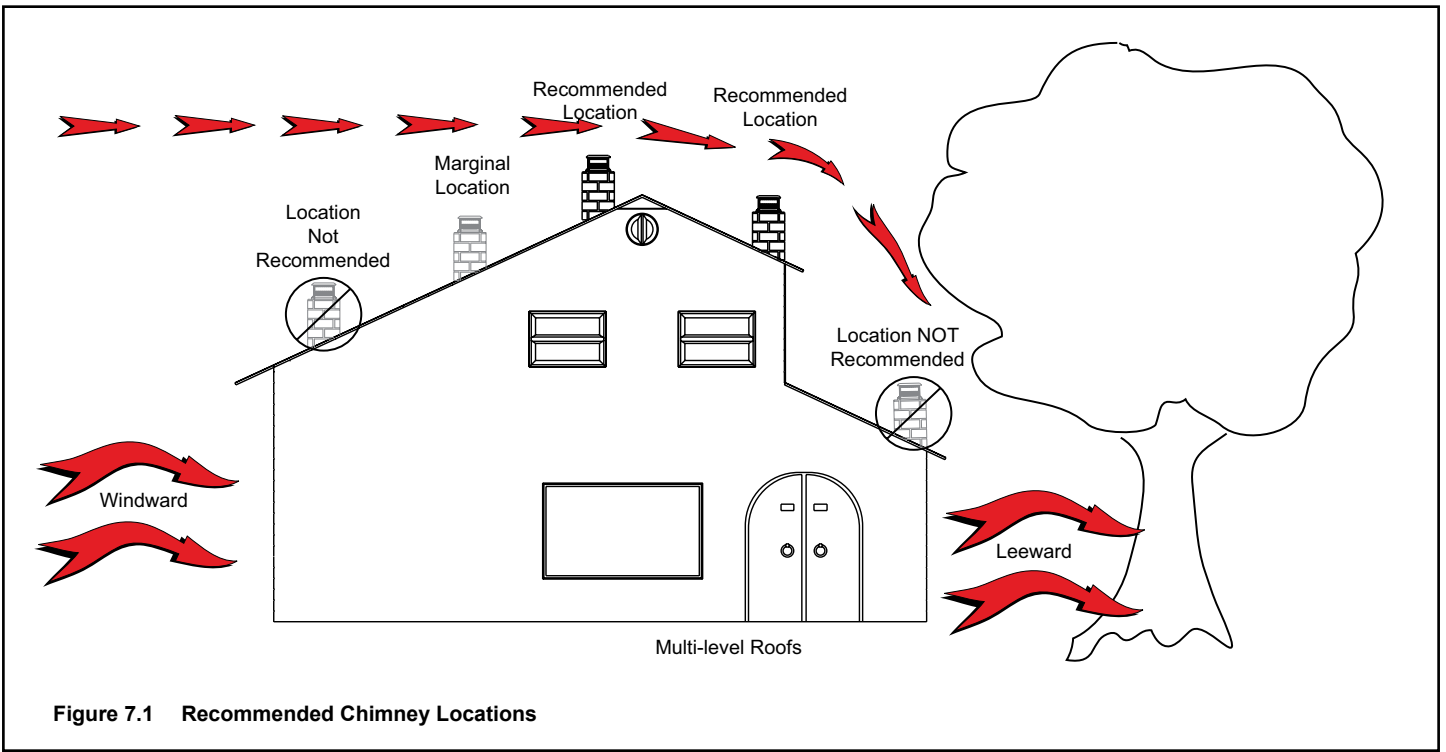 Recommended
Location
Recommended
Location
Marginal
Location
Location
Not
Recommended
Location NOT
Recommended
Windward
Leeward
Multi-level Roofs
Figure 7.1 Recommended Chimney Locations